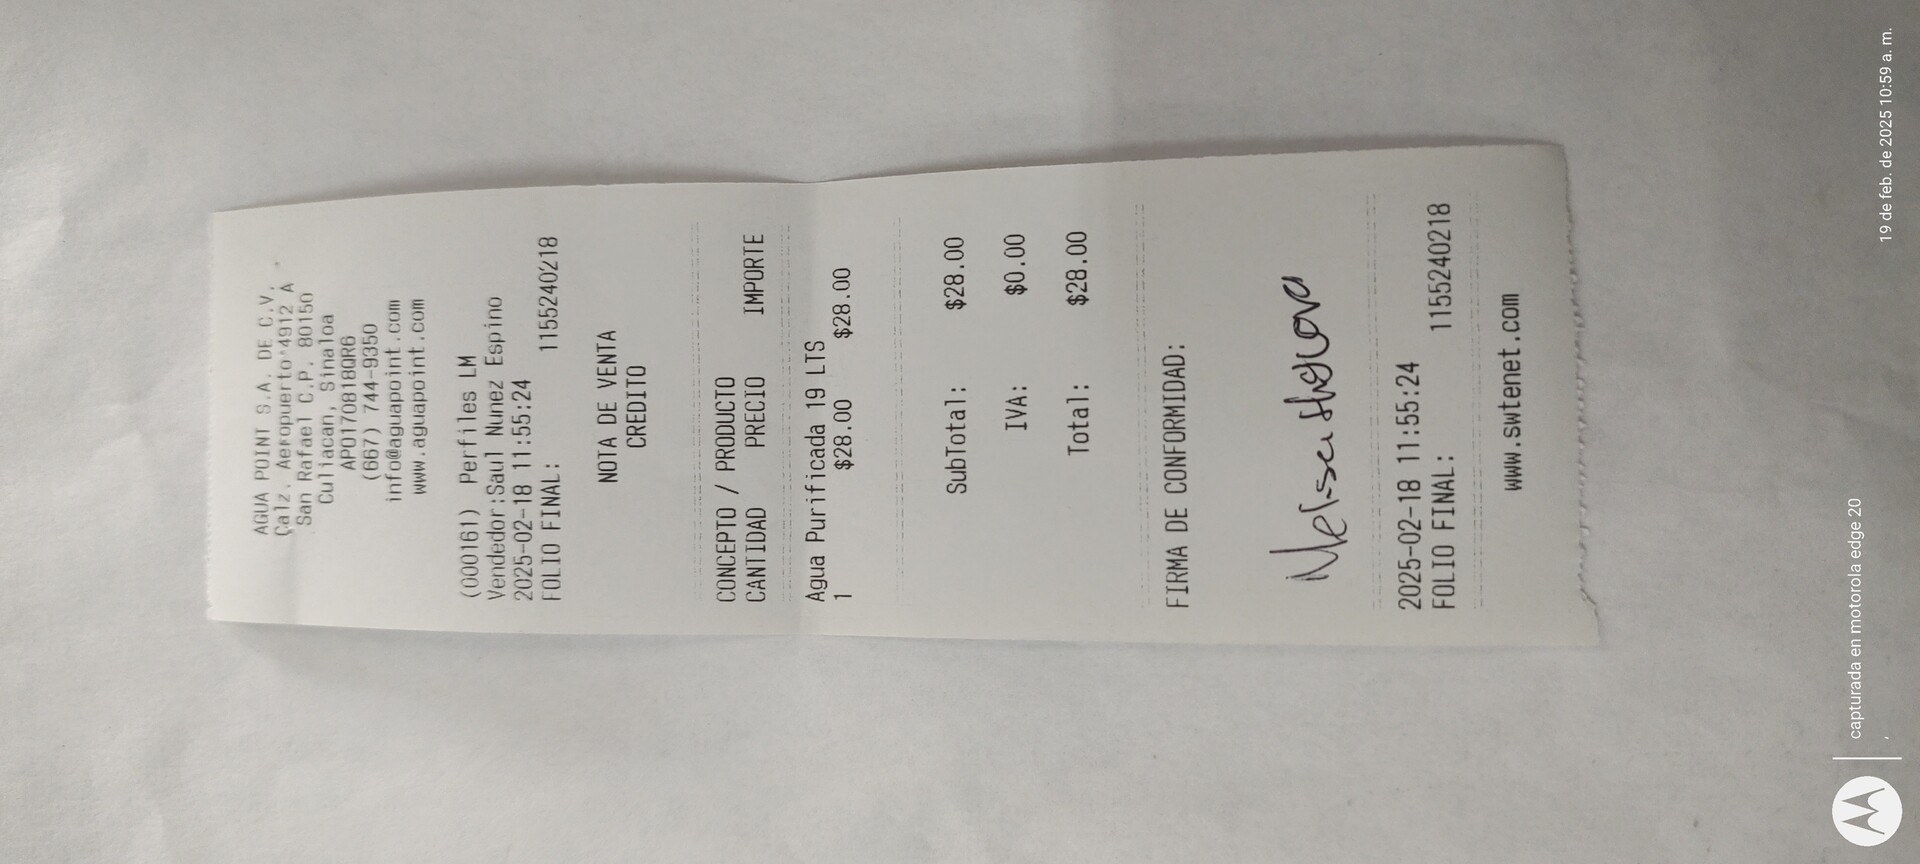 AGUA POINT S.A. DE C.V.
Calz. Aeropuerto 4912 A
San Rafael C.P. 80150
Culiacan, Sinaloa
APO170818QR6
(667) 744-9350
info@aguapoint.com
www.aguapoint.com
(000161) Perfiles LM
Vendedor:Saul Nunez Espino
2025-02-18 11:55:24
FOLIO FINAL: 1155240218
NOTA DE VENTA
CREDITO
CONCEPTO / PRODUCTO
CANTIDAD PRECIO IMPORTE
Agua Purificada 19 LTS
1 $28.00 $28.00
SubTotal: $28.00
IVA: $0.00
Total: $28.00
FIRMA DE CONFORMIDAD:
2025-02-18 11:55:24
FOLIO FINAL: 1155240218
www.swtenet.com
capturada en motorola edge 20
19 de feb. de 2025 10:59 a. m.